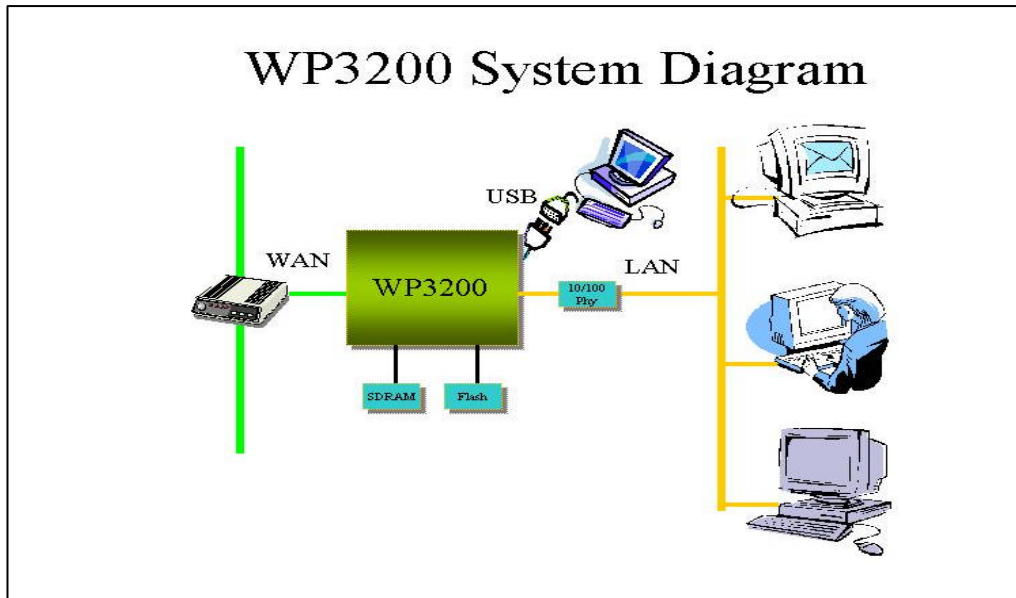 WP3200 System Diagram
USB
WAN
LAN
WP3200
10/100
Phy
SDRAM
Flash